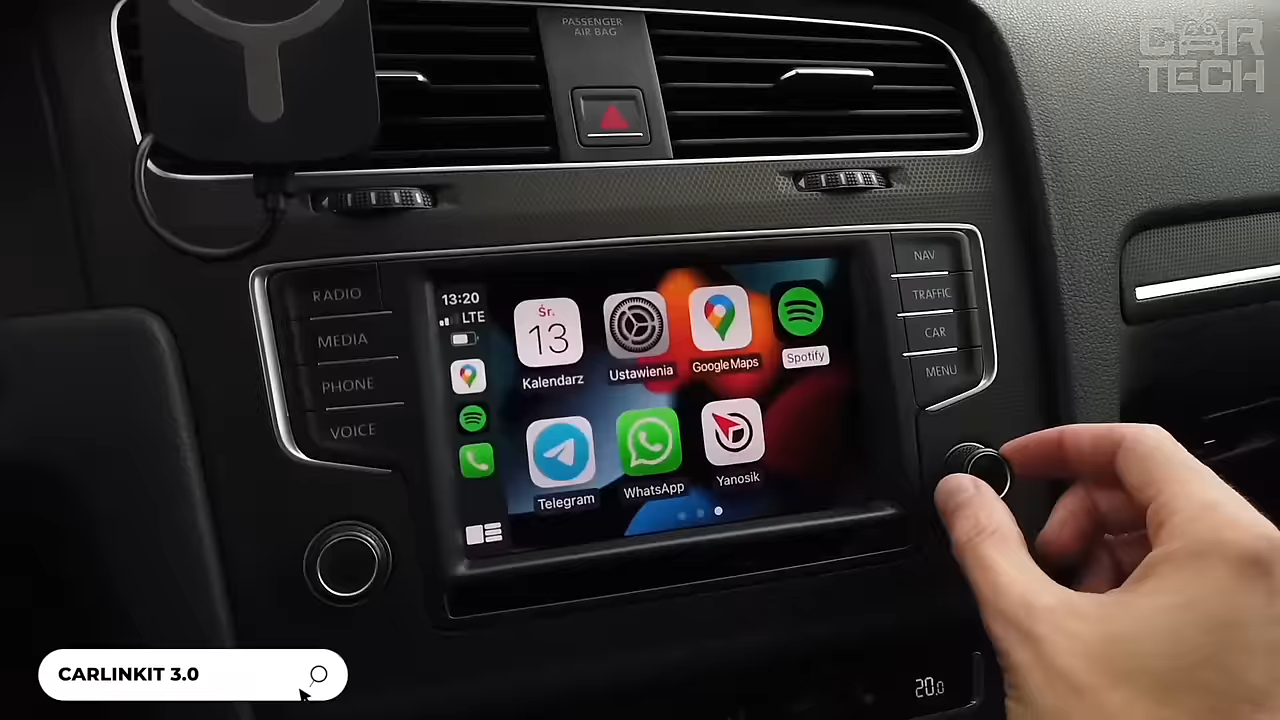 PASSENGER
AIR BAG
CAR
TECH
RADIO
MEDIA
PHONE
VOICE
NAV
TRAFFIC
CAR
MENU
13:20
LTE
Śr.
13
Kalendarz
Ustawienia
Google Maps
Spotify
Telegram
WhatsApp
Yanosik
20.0
CARLINKIT 3.0